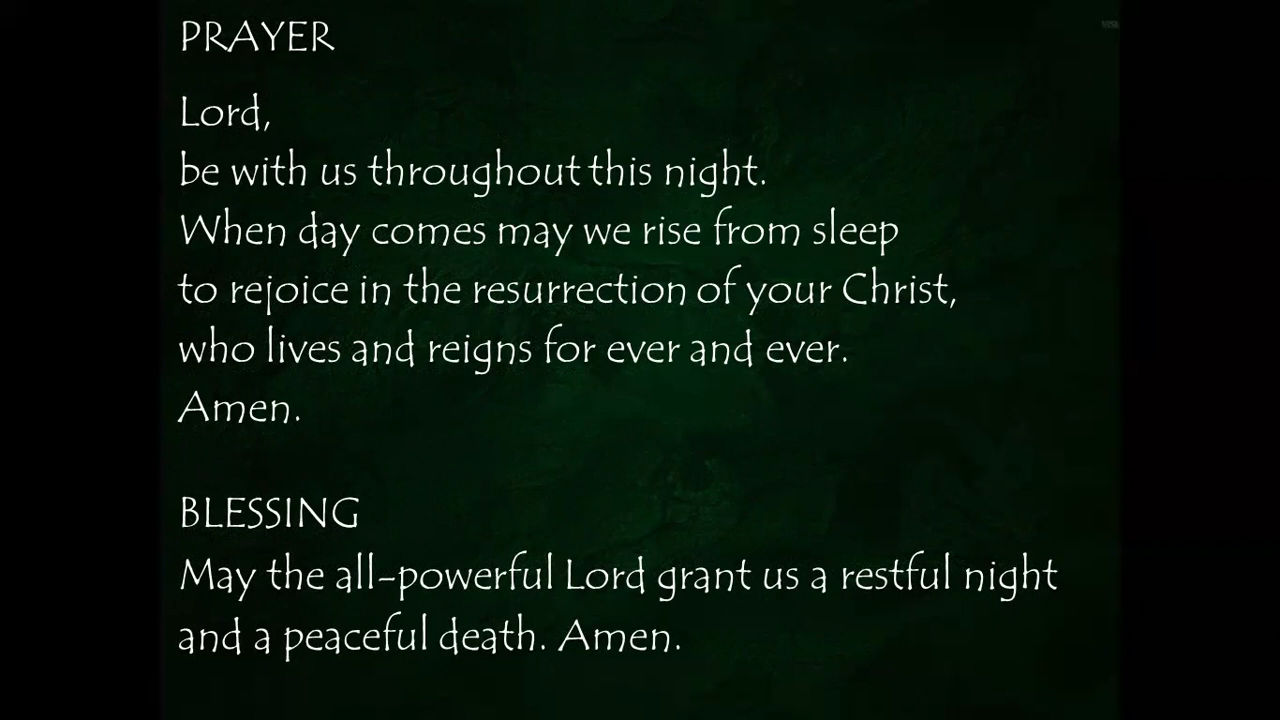 PRAYER
Lord,
be with us throughout this night.
When day comes may we rise from sleep
to rejoice in the resurrection of your Christ,
who lives and reigns for ever and ever.
Amen.
BLESSING
May the all-powerful Lord grant us a restful night
and a peaceful death. Amen.